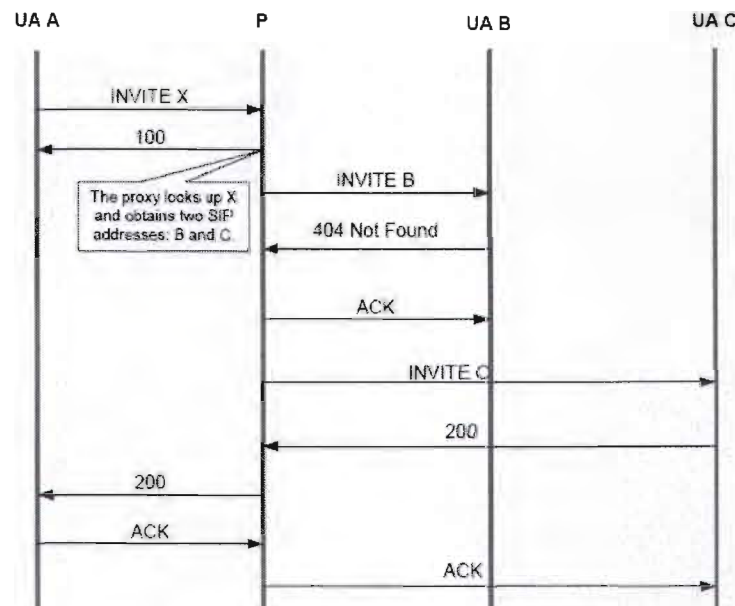 UA A
P
UA B
UA C
INVITE X
100
The proxy looks up X
and obtains two SIP
addresses: B and C.
INVITE B
404 Not Found
ACK
INVITE C
200
200
ACK
ACK